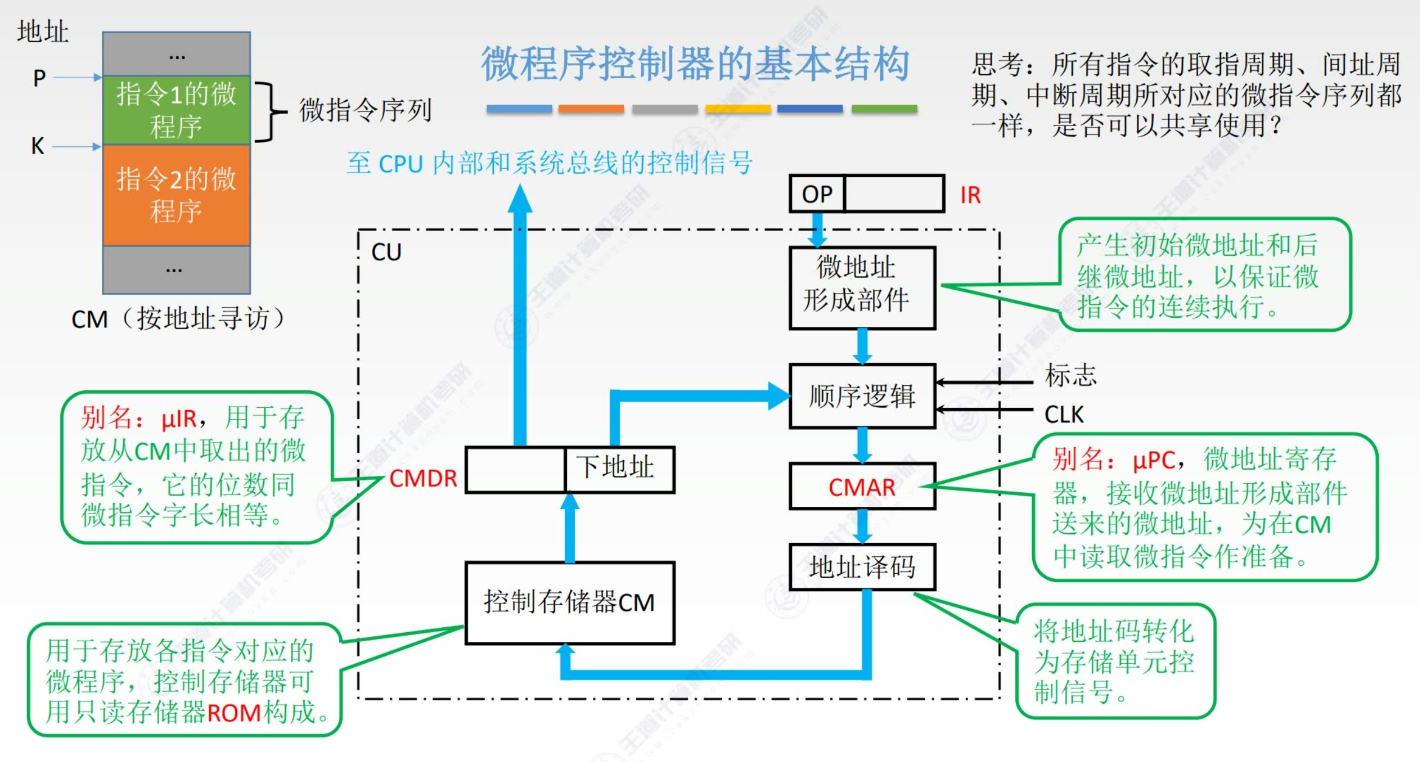 微程序控制器的基本结构
地址
P
K
...
指令1的微
程序
指令2的微
程序
...
微指令序列
CM（按地址寻访）
思考：所有指令的取指周期、间址周
期、中断周期所对应的微指令序列都
一样，是否可以共享使用？
至 CPU 内部和系统总线的控制信号
OP
IR
CU
微地址
形成部件
产生初始微地址和后
继微地址，以保证微
指令的连续执行。
顺序逻辑
标志
CLK
别名：μIR，用于存
放从CM中取出的微
指令，它的位数同
微指令字长相等。
CMDR
下地址
CMAR
别名：μPC，微地址寄存
器，接收微地址形成部件
送来的微地址，为在CM
中读取微指令作准备。
地址译码
控制存储器CM
用于存放各指令对应的
微程序，控制存储器可
用只读存储器ROM构成。
将地址码转化
为存储单元控
制信号。
王道计算机考研